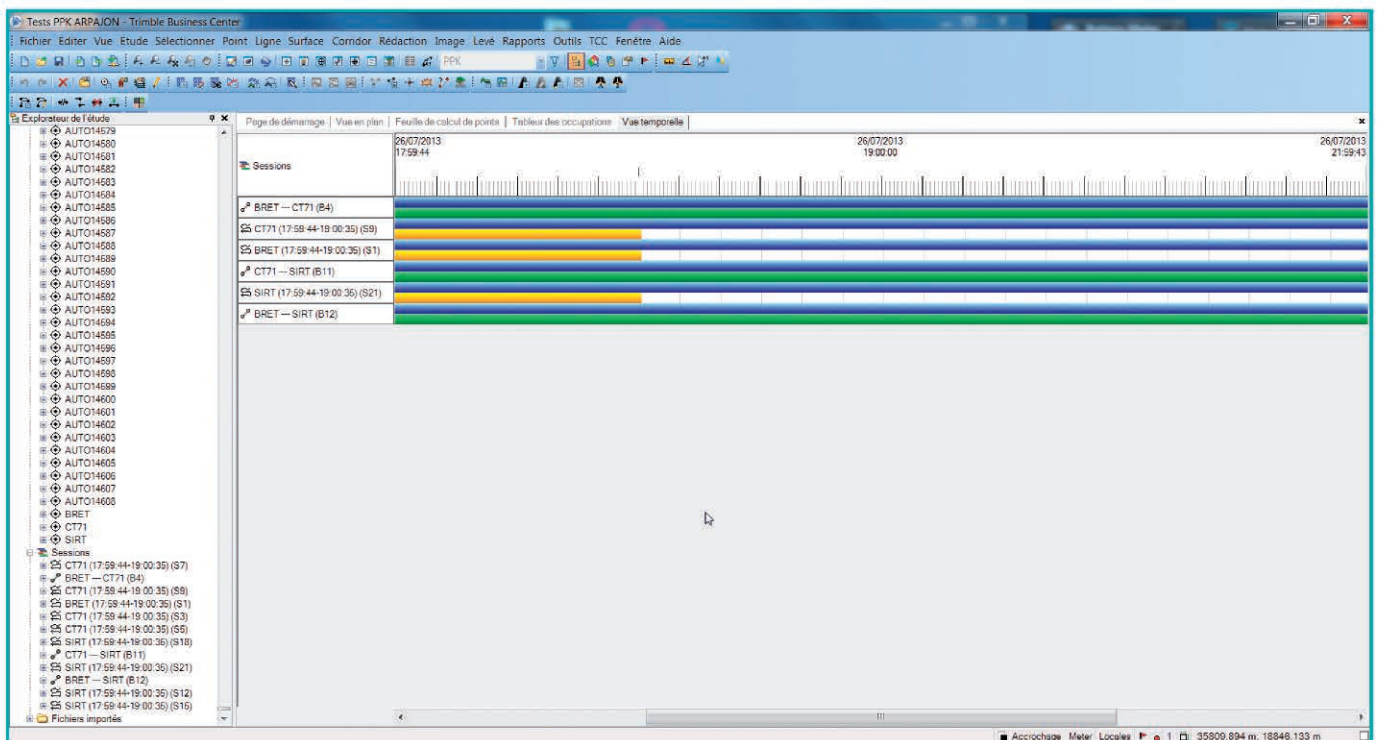 Tests PPK ARPAJON - Trimble Business Center
Fichier Editer Vue Etude Sélectionner Point Ligne Surface Corridor Rédaction Image Levé Rapports Outils TCC Fenêtre Aide
PPK
Explorateur de l'étude
Page de démarrage | Vue en plan | Feuille de calcul de points | Tableur des occupations Vue temporelle
AUTO14579
AUTO14580
AUTO14581
AUTO14582
AUTO14583
AUTO14584
AUTO14585
AUTO14586
AUTO14587
AUTO14588
AUTO14589
AUTO14590
AUTO14591
AUTO14592
AUTO14593
AUTO14594
AUTO14595
AUTO14596
AUTO14597
AUTO14598
AUTO14599
AUTO14600
AUTO14601
AUTO14602
AUTO14603
AUTO14604
AUTO14605
AUTO14606
AUTO14607
AUTO14608
BRET
CT71
SIRT
Sessions
CT71 (17:59:44-19:00:35) (S7)
BRET --- CT71 (B4)
CT71 (17:59:44-19:00:35) (S9)
BRET (17:59:44-19:00:35) (S1)
CT71 (17:59:44-19:00:35) (S3)
CT71 (17:59:44-19:00:35) (S5)
SIRT (17:59:44-19:00:35) (S18)
CT71 --- SIRT (B11)
SIRT (17:59:44-19:00:35) (S21)
BRET --- SIRT (B12)
SIRT (17:59:44-19:00:35) (S12)
SIRT (17:59:44-19:00:35) (S15)
Fichiers importés
Sessions
26/07/2013
17:59:44
26/07/2013
19:00:00
26/07/2013
21:59:43
BRET --- CT71 (B4)
CT71 (17:59:44-19:00:35) (S9)
BRET (17:59:44-19:00:35) (S1)
CT71 --- SIRT (B11)
SIRT (17:59:44-19:00:35) (S21)
BRET --- SIRT (B12)
Accrochage Meter Locales 1 35809.894 m; 18846.133 m